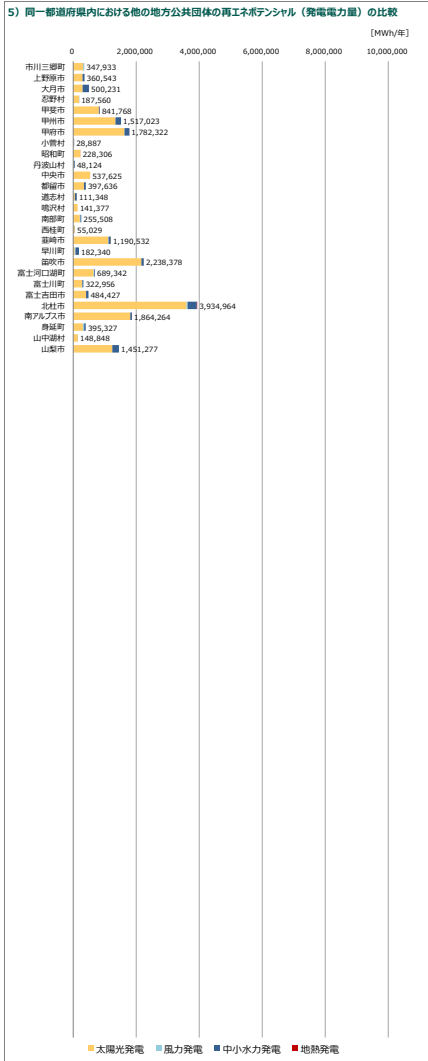 5）同一都道府県内における他の地方公共団体の再エネポテンシャル（発電電力量）の比較
[MWh/年]
0 2,000,000 4,000,000 6,000,000 8,000,000 10,000,000
市川三郷町 347,933
上野原市 360,543
大月市 500,231
忍野村 187,560
甲斐市 841,768
甲州市 1,517,023
甲府市 1,782,322
小菅村 28,887
昭和町 228,306
丹波山村 48,124
中央市 537,625
都留市 397,636
道志村 111,348
鳴沢村 141,377
南部町 255,508
西桂町 55,029
韮崎市 1,190,532
早川町 182,340
笛吹市 2,238,378
富士河口湖町 689,342
富士川町 322,956
富士吉田市 484,427
北杜市 3,934,964
南アルプス市 1,864,264
身延町 395,327
山中湖村 148,848
山梨市 1,451,277
太陽光発電 風力発電 中小水力発電 地熱発電